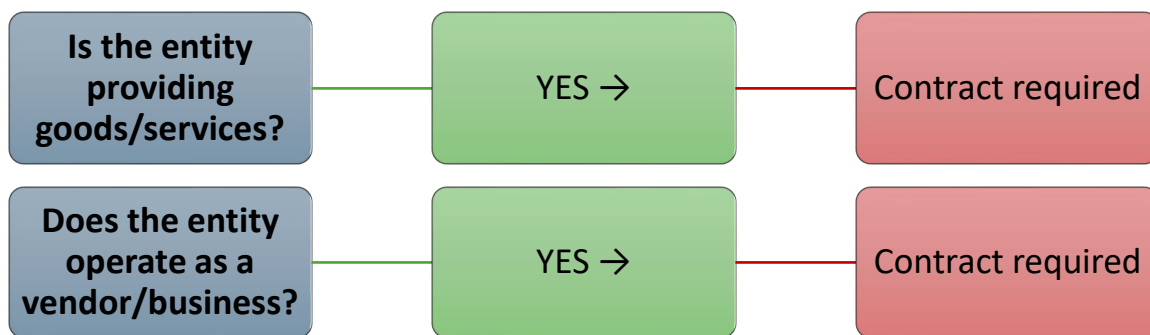 Is the entity
providing
goods/services?
YES →
Contract required
Does the entity
operate as a
vendor/business?
YES →
Contract required